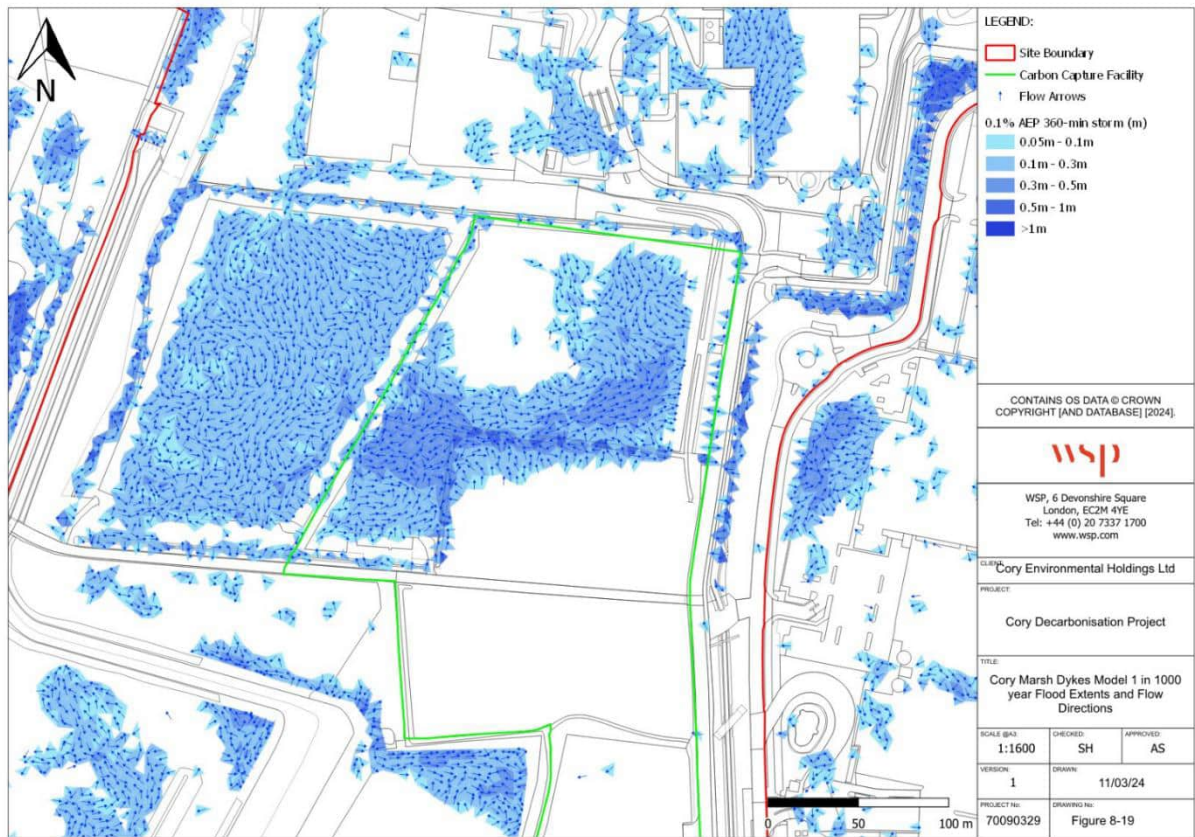 N
LEGEND:
Site Boundary
Carbon Capture Facility
Flow Arrows
0.1% AEP 360-min storm (m)
0.05m - 0.1m
0.1m - 0.3m
0.3m - 0.5m
0.5m - 1m
>1m
CONTAINS OS DATA © CROWN
COPYRIGHT [AND DATABASE] [2024].
wsp
WSP, 6 Devonshire Square
London, EC2M 4YE
Tel: +44 (0) 20 7337 1700
www.wsp.com
CLIENT:
Cory Environmental Holdings Ltd
PROJECT:
Cory Decarbonisation Project
TITLE:
Cory Marsh Dykes Model 1 in 1000
year Flood Extents and Flow
Directions
SCALE @A3: CHECKED: APPROVED:
1:1600 SH AS
VERSION: DRAWN:
1 11/03/24
PROJECT No: DRAWING No:
70090329 Figure 8-19
0 50 100 m